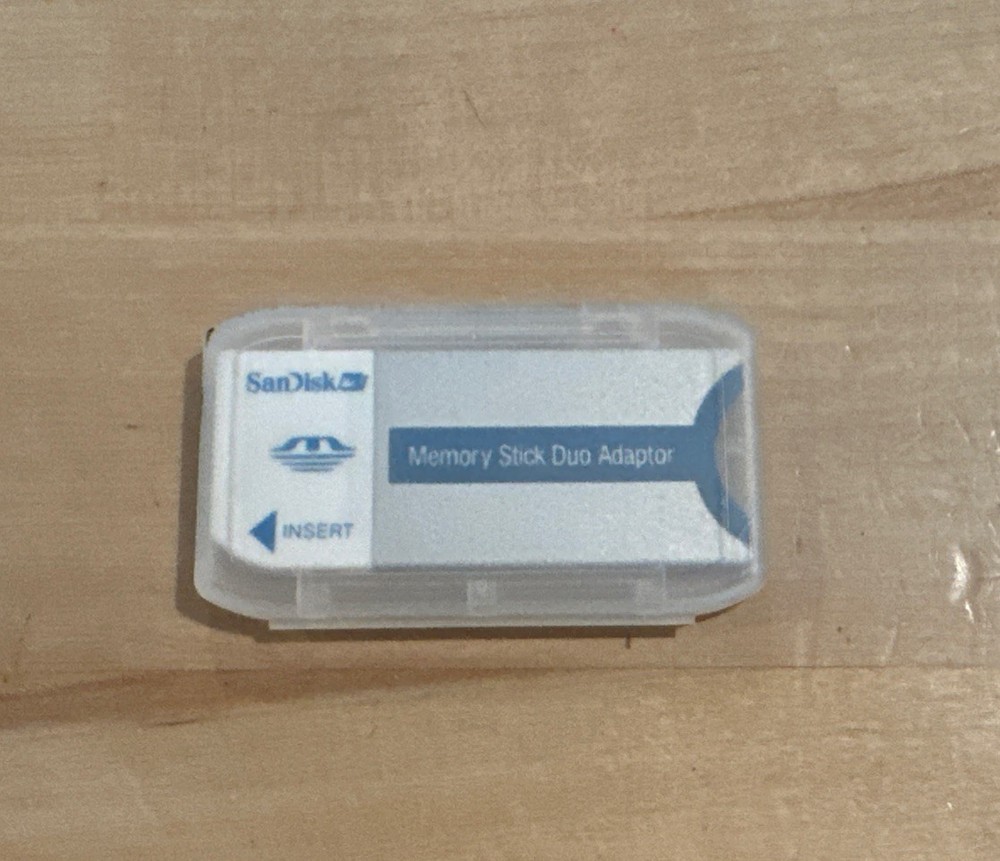 SanDisk
Memory Stick Duo Adaptor
INSERT